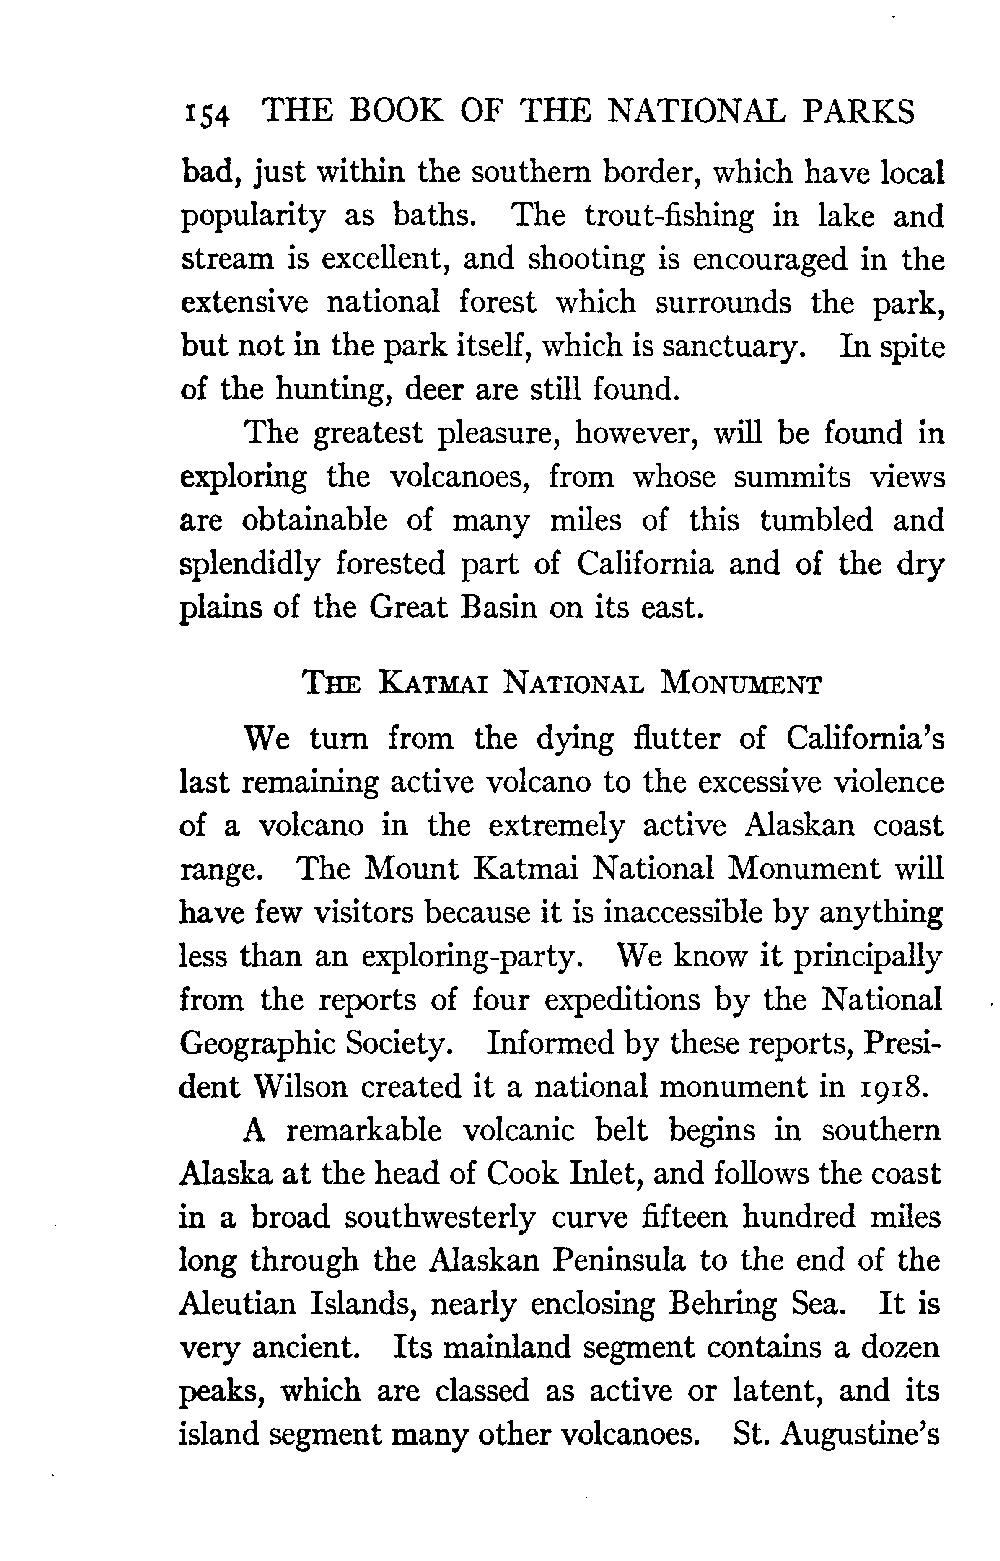 154 THE BOOK OF THE NATIONAL PARKS
bad, just within the southern border, which have local
popularity as baths. The trout-fishing in lake and
stream is excellent, and shooting is encouraged in the
extensive national forest which surrounds the park,
but not in the park itself, which is sanctuary. In spite
of the hunting, deer are still found.
The greatest pleasure, however, will be found in
exploring the volcanoes, from whose summits views
are obtainable of many miles of this tumbled and
splendidly forested part of California and of the dry
plains of the Great Basin on its east.
THE KATMAI NATIONAL MONUMENT
We turn from the dying flutter of California's
last remaining active volcano to the excessive violence
of a volcano in the extremely active Alaskan coast
range. The Mount Katmai National Monument will
have few visitors because it is inaccessible by anything
less than an exploring-party. We know it principally
from the reports of four expeditions by the National
Geographic Society. Informed by these reports, Presi-
dent Wilson created it a national monument in 1918.
A remarkable volcanic belt begins in southern
Alaska at the head of Cook Inlet, and follows the coast
in a broad southwesterly curve fifteen hundred miles
long through the Alaskan Peninsula to the end of the
Aleutian Islands, nearly enclosing Behring Sea. It is
very ancient. Its mainland segment contains a dozen
peaks, which are classed as active or latent, and its
island segment many other volcanoes. St. Augustine's